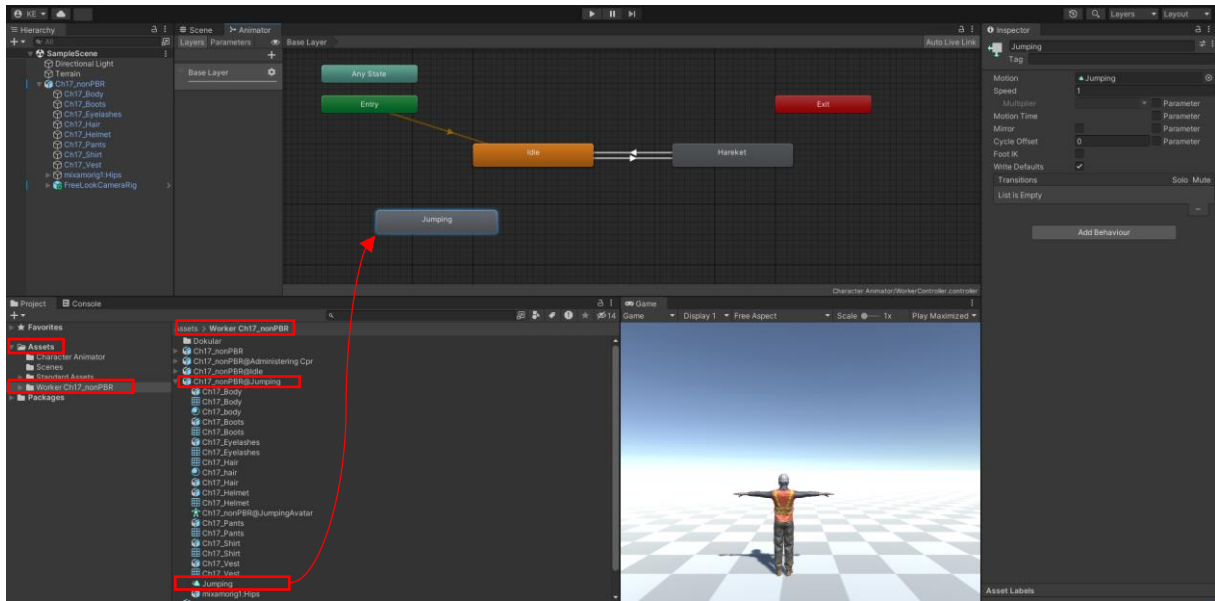 KE
Layers Layout
Hierarchy
All
SampleScene
Directional Light
Terrain
Ch17_nonPBR
Ch17_Body
Ch17_Boots
Ch17_Eyelashes
Ch17_Hair
Ch17_Helmet
Ch17_Pants
Ch17_Shirt
Ch17_Vest
mixamorig1:Hips
FreeLookCameraRig
Scene Animator
Layers Parameters Base Layer Auto Live Link
Base Layer
Any State
Entry
Exit
Idle
Hareket
Jumping
Character Animator/WorkerController.controller
Inspector
Jumping
Tag
Motion Jumping
Speed 1
Multiplier Parameter
Motion Time Parameter
Mirror Parameter
Cycle Offset 0 Parameter
Foot IK
Write Defaults
Transitions Solo Mute
List is Empty
Add Behaviour
Project Console
14
Favorites
Assets
Character Animator
Scenes
Standard Assets
Worker Ch17_nonPBR
Packages
Assets > Worker Ch17_nonPBR
Dokular
Ch17_nonPBR
Ch17_nonPBR@Administering Cpr
Ch17_nonPBR@Idle
Ch17_nonPBR@Jumping
Ch17_Body
Ch17_Body
Ch17_body
Ch17_Boots
Ch17_Boots
Ch17_Eyelashes
Ch17_Eyelashes
Ch17_Hair
Ch17_hair
Ch17_Hair
Ch17_Helmet
Ch17_Helmet
Ch17_nonPBR@JumpingAvatar
Ch17_Pants
Ch17_Pants
Ch17_Shirt
Ch17_Shirt
Ch17_Vest
Ch17_Vest
Jumping
mixamorig1:Hips
Game
Game Display 1 Free Aspect Scale 1x Play Maximized
Asset Labels